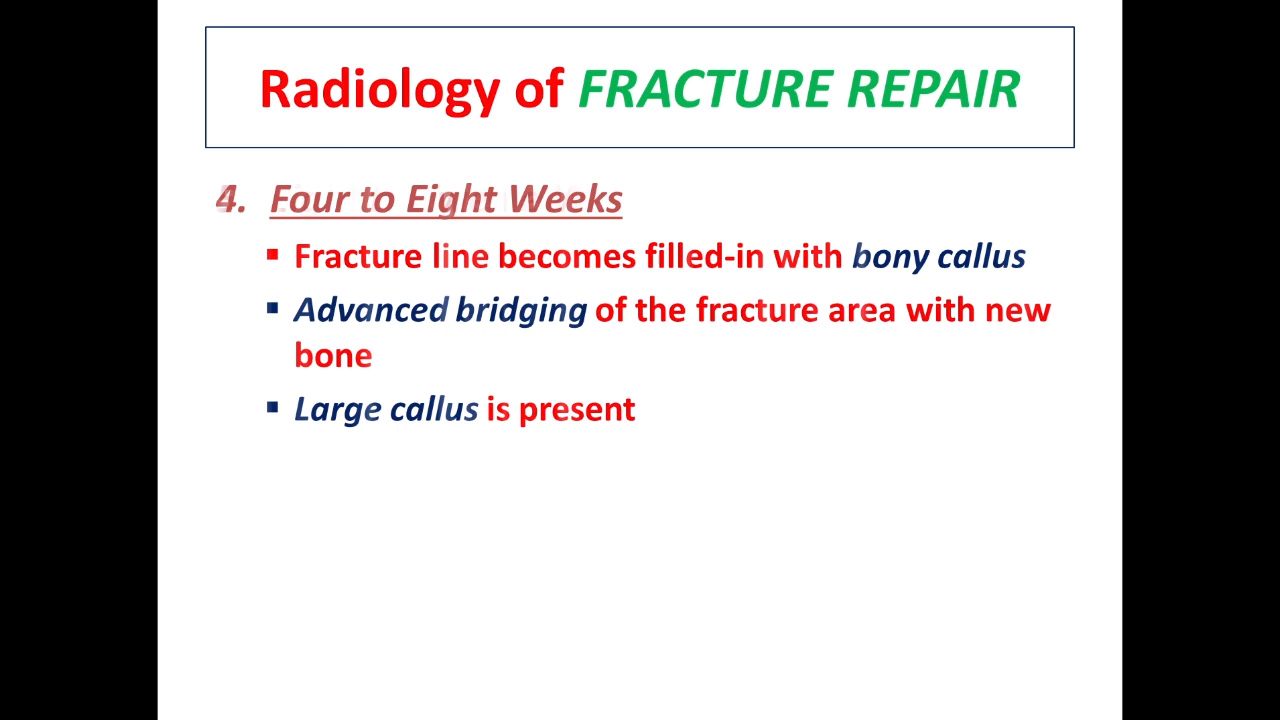 Radiology of FRACTURE REPAIR
4. Four to Eight Weeks
▪ Fracture line becomes filled-in with bony callus
▪ Advanced bridging of the fracture area with new
bone
▪ Large callus is present